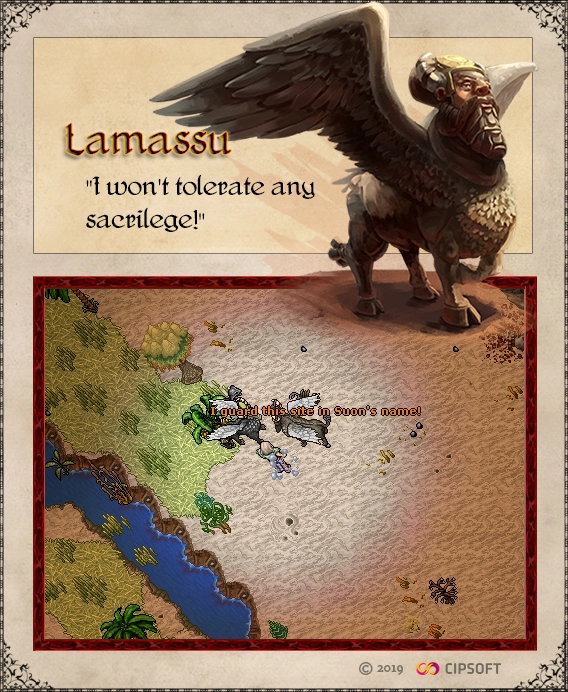 Lamassu
"I won't tolerate any
sacrilege!"
I guard this site in Suon's name!
© 2019 CIPSOFT